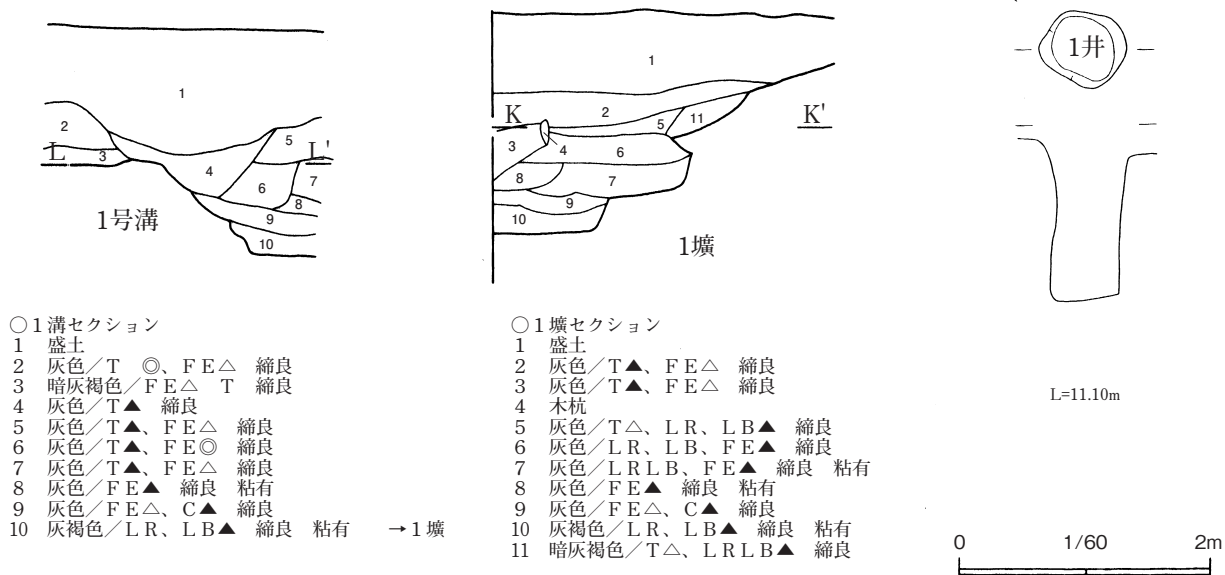 1
2
3
4
5
6
7
8
9
10
L
L'
1号溝
1
2
3
4
5
6
7
8
9
10
11
K
K'
1壙
1井
L=11.10m
○1溝セクション
1 盛土
2 灰色／T ◎、FE△ 締良
3 暗灰褐色／FE△ T 締良
4 灰色／T▲ 締良
5 灰色／T▲、FE△ 締良
6 灰色／T▲、FE◎ 締良
7 灰色／T▲、FE△ 締良
8 灰色／FE▲ 締良 粘有
9 灰色／FE△、C▲ 締良
10 灰褐色／LR、LB▲ 締良 粘有 →1壙
○1壙セクション
1 盛土
2 灰色／T▲、FE△ 締良
3 灰色／T▲、FE△ 締良
4 木杭
5 灰色／T△、LR、LB▲ 締良
6 灰色／LR、LB、FE▲ 締良
7 灰色／LRLB、FE▲ 締良 粘有
8 灰色／FE▲ 締良 粘有
9 灰色／FE△、C▲ 締良
10 灰褐色／LR、LB▲ 締良 粘有
11 暗灰褐色／T△、LRLB▲ 締良
0 1/60 2m